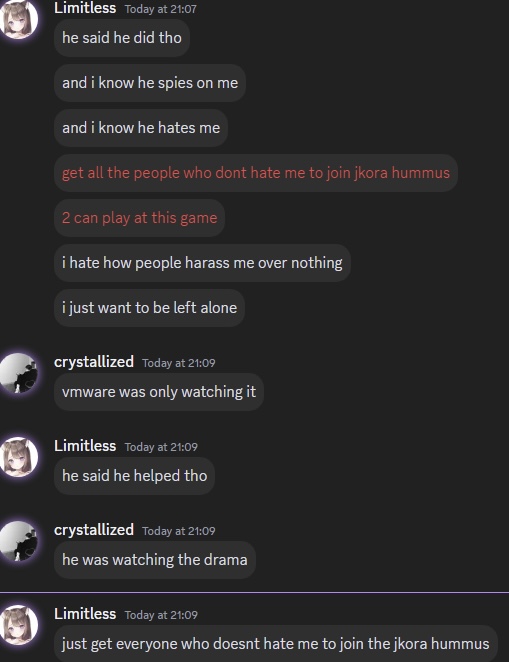 Limitless Today at 21:07
he said he did tho
and i know he spies on me
and i know he hates me
get all the people who dont hate me to join jkora hummus
2 can play at this game
i hate how people harass me over nothing
i just want to be left alone
crystallized Today at 21:09
vmware was only watching it
Limitless Today at 21:09
he said he helped tho
crystallized Today at 21:09
he was watching the drama
Limitless Today at 21:09
just get everyone who doesnt hate me to join the jkora hummus